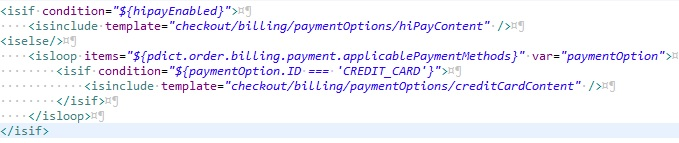 <isif condition="${hipayEnabled}">
    <isinclude template="checkout/billing/paymentOptions/hiPayContent" />
<iselse/>
    <isloop items="${pdict.order.billing.payment.applicablePaymentMethods}" var="paymentOption">
        <isif condition="${paymentOption.ID === 'CREDIT_CARD'}">
            <isinclude template="checkout/billing/paymentOptions/creditCardContent" />
        </isif>
    </isloop>
</isif>